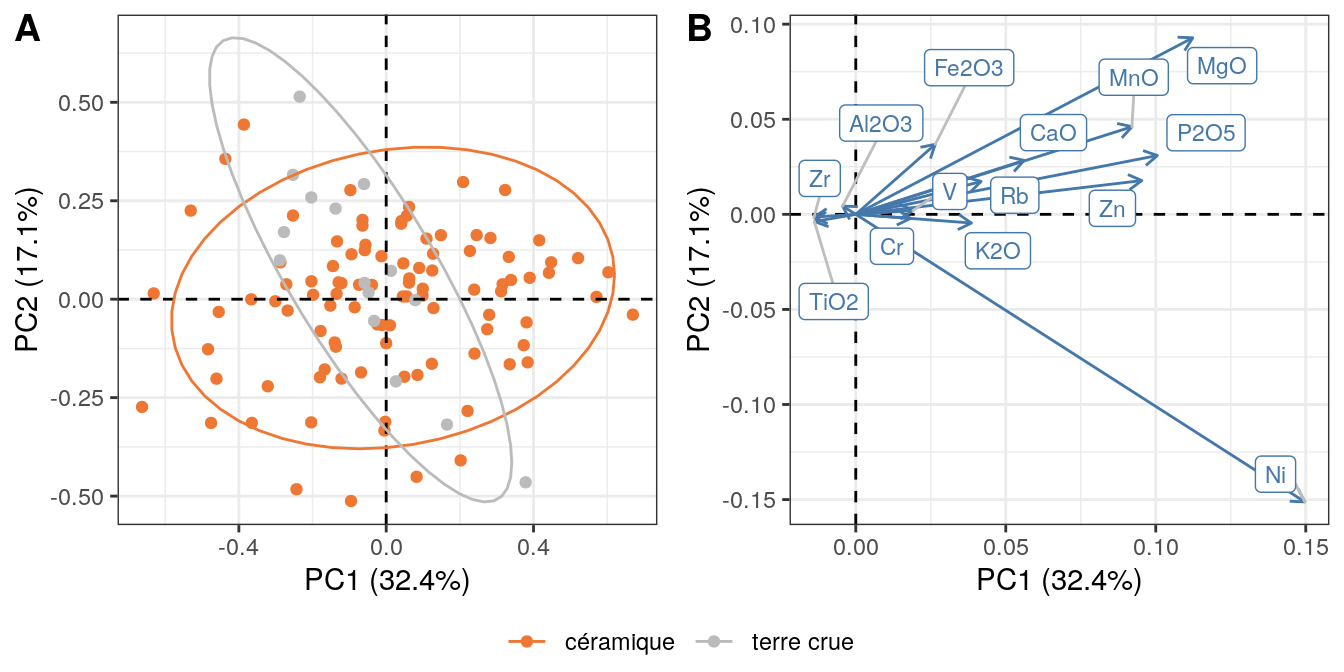 A
B
0.50
0.25
0.00
-0.25
-0.50
PC2 (17.1%)
-0.4
0.0
0.4
PC1 (32.4%)
0.10
0.05
0.00
-0.05
-0.10
-0.15
PC2 (17.1%)
Fe2O3
MnO
MgO
Al2O3
CaO
P2O5
Zr
V
Rb
Zn
Cr
K2O
TiO2
Ni
0.00
0.05
0.10
0.15
PC1 (32.4%)
céramique
terre crue